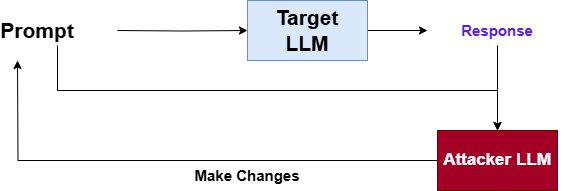 Prompt
Target
LLM
Response
Attacker LLM
Make Changes